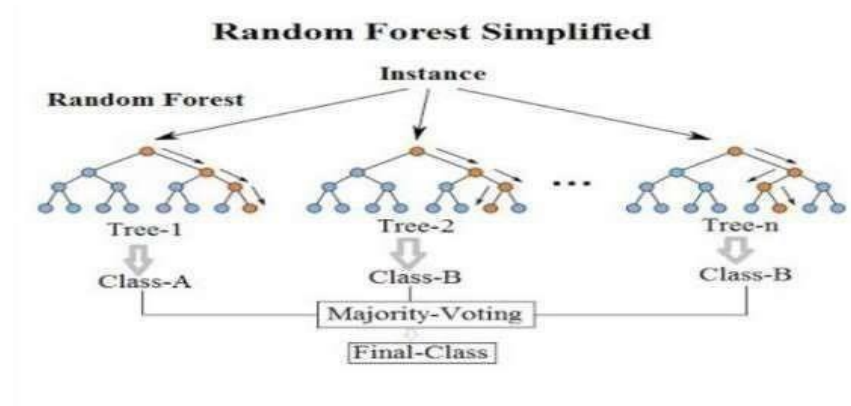 Random Forest Simplified
Instance
Random Forest
...
Tree-1 Tree-2 Tree-n
Class-A Class-B Class-B
Majority-Voting
Final-Class